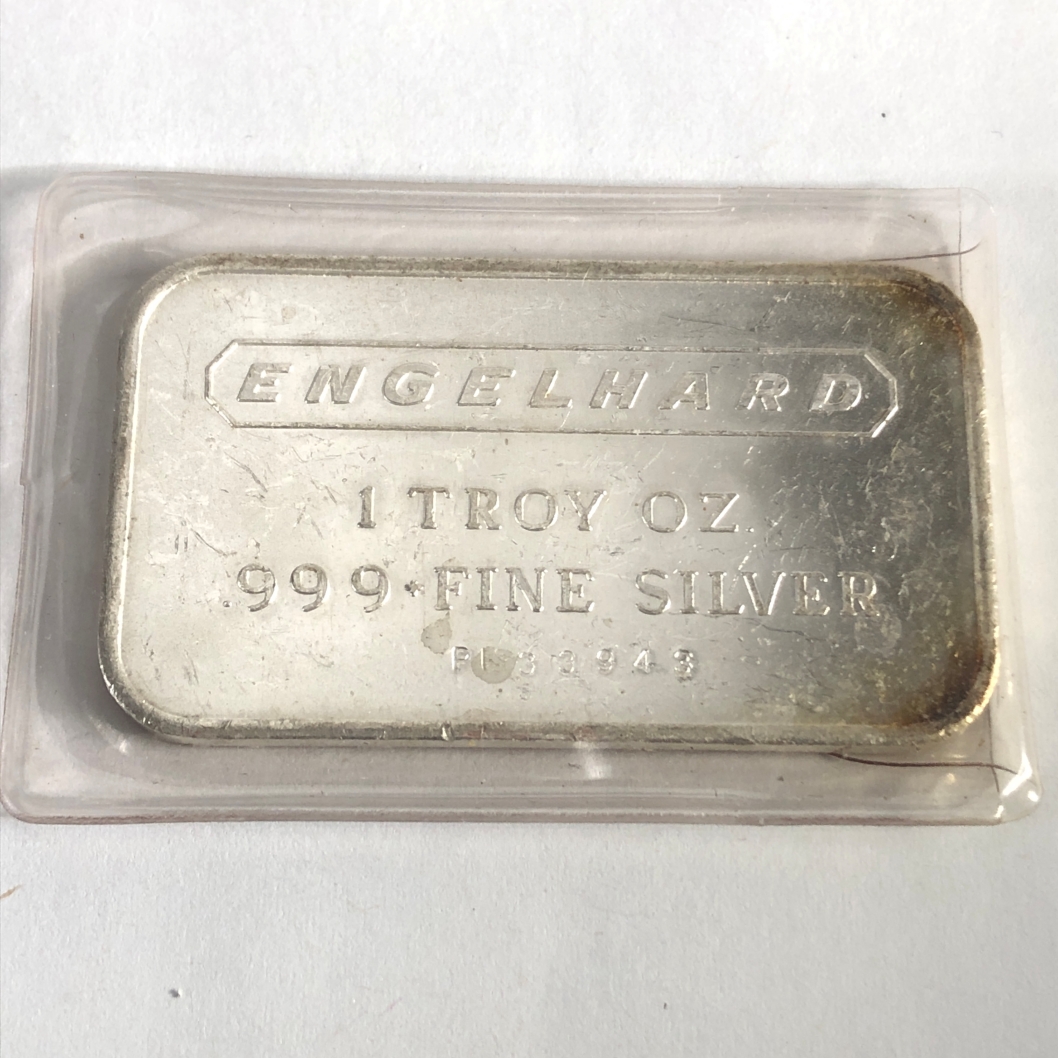 ENGELHARD
1 TROY OZ.
.999+FINE SILVER